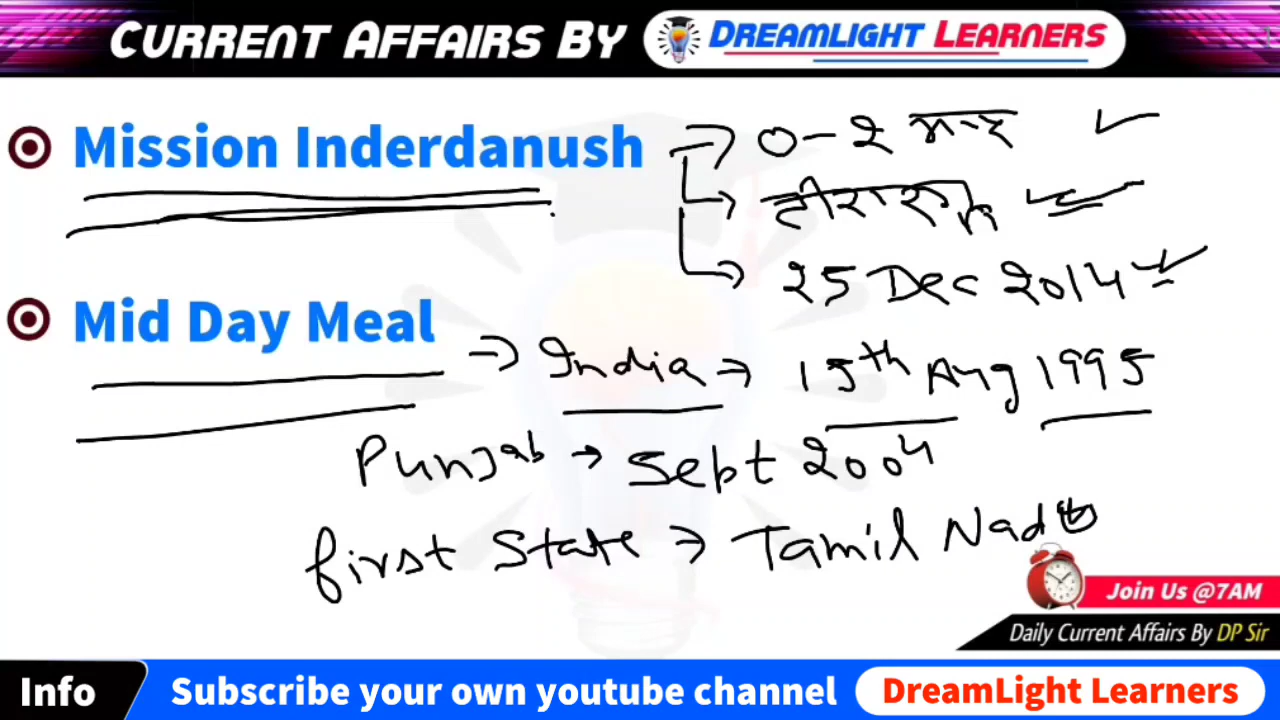 CURRENT AFFAIRS BY DREAMLIGHT LEARNERS
Mission Inderdanush
→ 0-2
→ टीकाकरण
→ 25 Dec 2014
Mid Day Meal
→ India → 15th Aug 1995
Punjab → Sept 2004
first State → Tamil Nadu
Join Us @7AM
Daily Current Affairs By DP Sir
Info
Subscribe your own youtube channel
DreamLight Learners